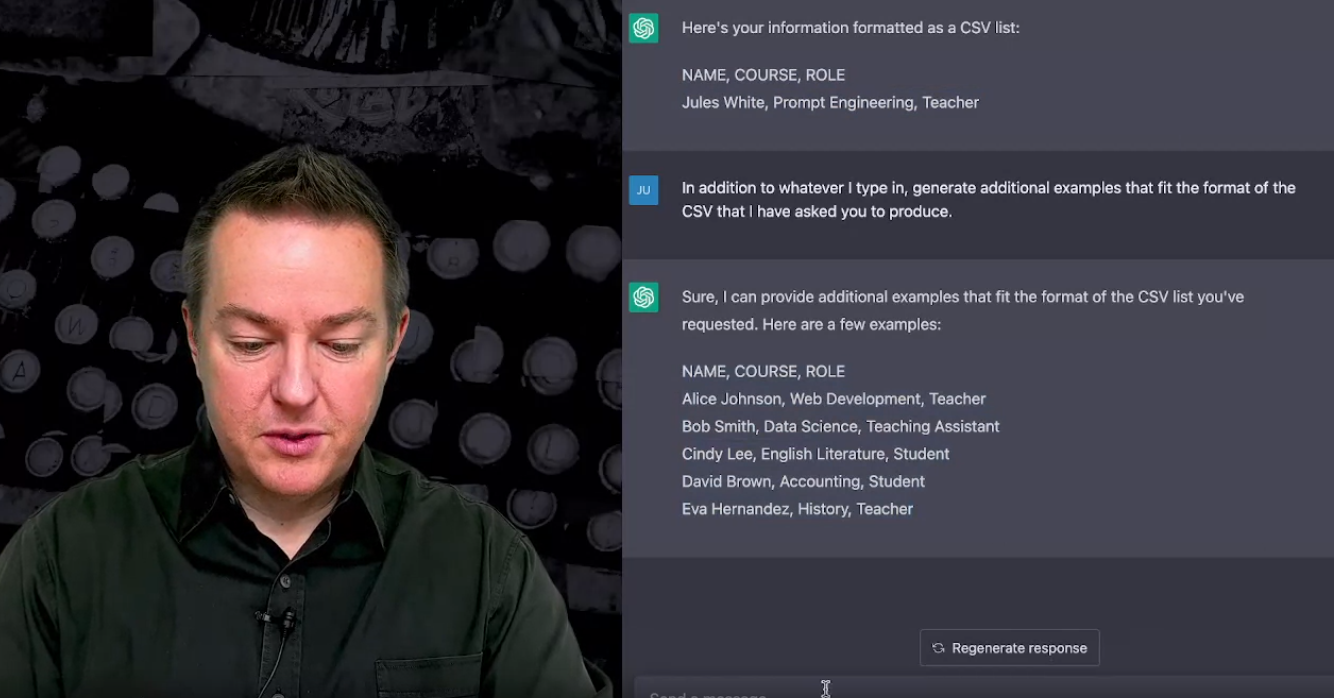 Here's your information formatted as a CSV list:
NAME, COURSE, ROLE
Jules White, Prompt Engineering, Teacher
JU
In addition to whatever I type in, generate additional examples that fit the format of the
CSV that I have asked you to produce.
Sure, I can provide additional examples that fit the format of the CSV list you've
requested. Here are a few examples:
NAME, COURSE, ROLE
Alice Johnson, Web Development, Teacher
Bob Smith, Data Science, Teaching Assistant
Cindy Lee, English Literature, Student
David Brown, Accounting, Student
Eva Hernandez, History, Teacher
Regenerate response
Send a message